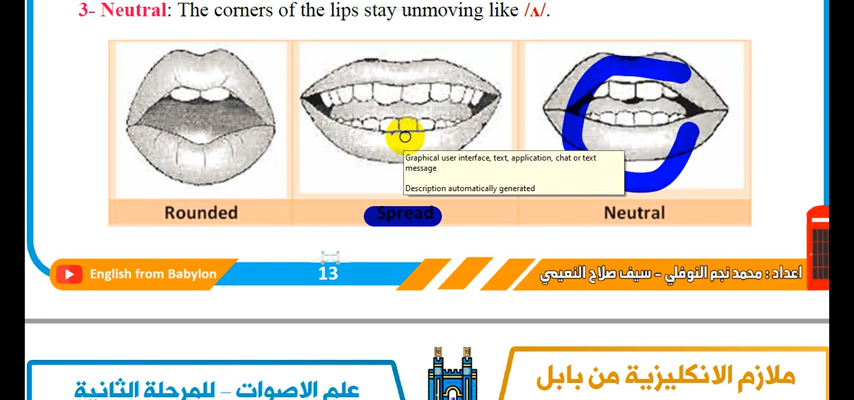 3- Neutral: The corners of the lips stay unmoving like /ʌ/.
Graphical user interface, text, application, chat or text
message
Description automatically generated
Rounded
Spread
Neutral
English from Babylon
13
اعداد : محمد نجم النوفلي - سيف صلاح النعيمي
علم الاصوات - للمرحلة الثانية
ملازم الانكليزية من بابل